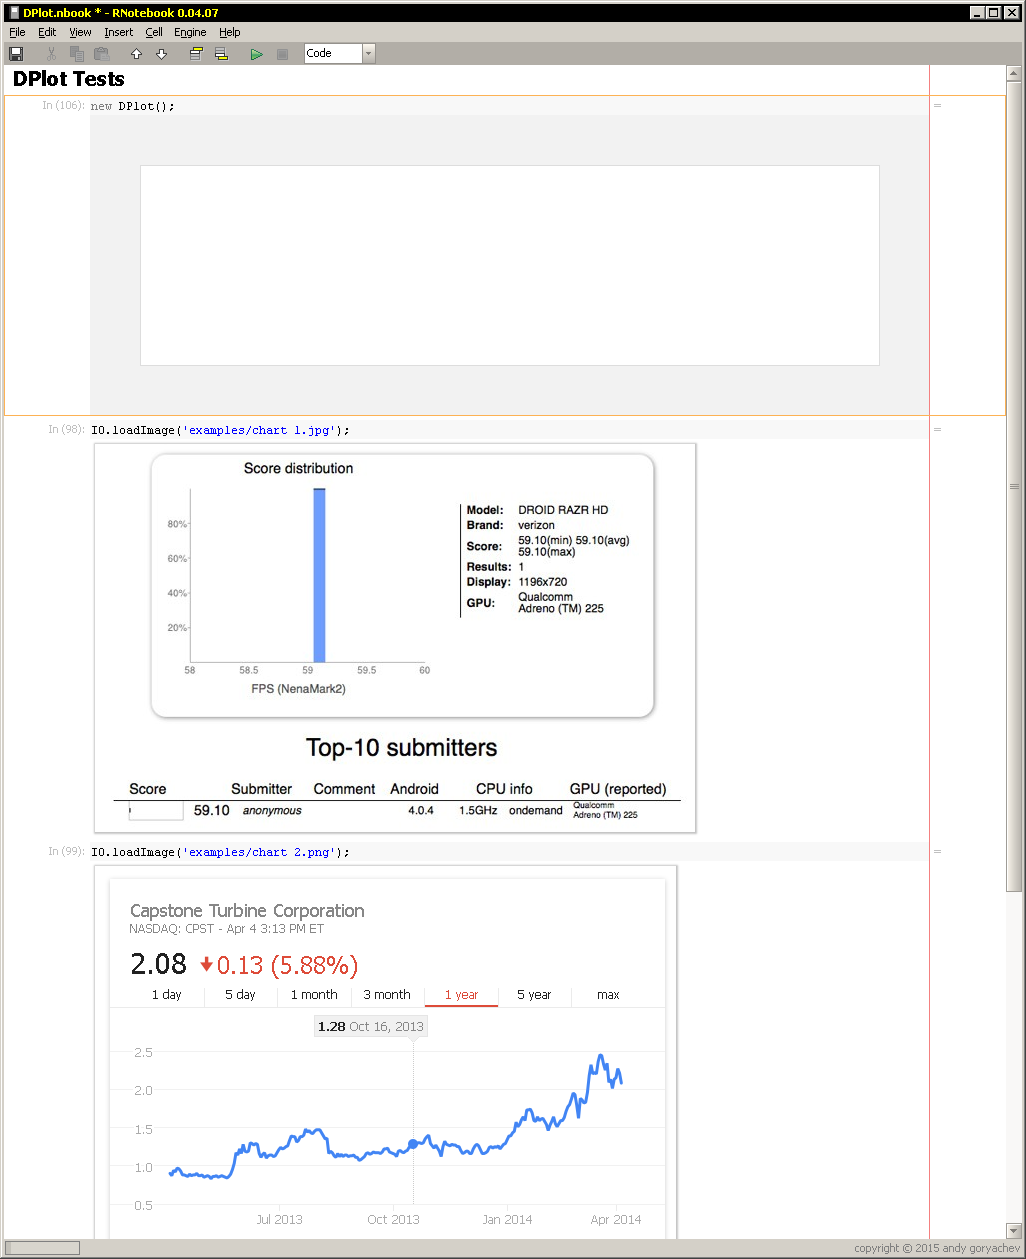 DPlot.nbook * - RNotebook 0.04.07
File Edit View Insert Cell Engine Help
Code
DPlot Tests
In (106): new DPlot(); =
In (98): IO.loadImage('examples/chart 1.jpg'); =
Score distribution
80%
60%
40%
20%
58 58.5 59 59.5 60
FPS (NenaMark2)
Model: DROID RAZR HD
Brand: verizon
Score: 59.10(min) 59.10(avg)
59.10(max)
Results: 1
Display: 1196x720
GPU: Qualcomm
Adreno (TM) 225
Top-10 submitters
Score Submitter Comment Android CPU info GPU (reported)
59.10 anonymous 4.0.4 1.5GHz ondemand Qualcomm
Adreno (TM) 225
In (99): IO.loadImage('examples/chart 2.png'); =
Capstone Turbine Corporation
NASDAQ: CPST - Apr 4 3:13 PM ET
2.08 0.13 (5.88%)
1 day 5 day 1 month 3 month 1 year 5 year max
1.28 Oct 16, 2013
2.5
2.0
1.5
1.0
0.5
Jul 2013 Oct 2013 Jan 2014 Apr 2014
copyright © 2015 andy goryachev